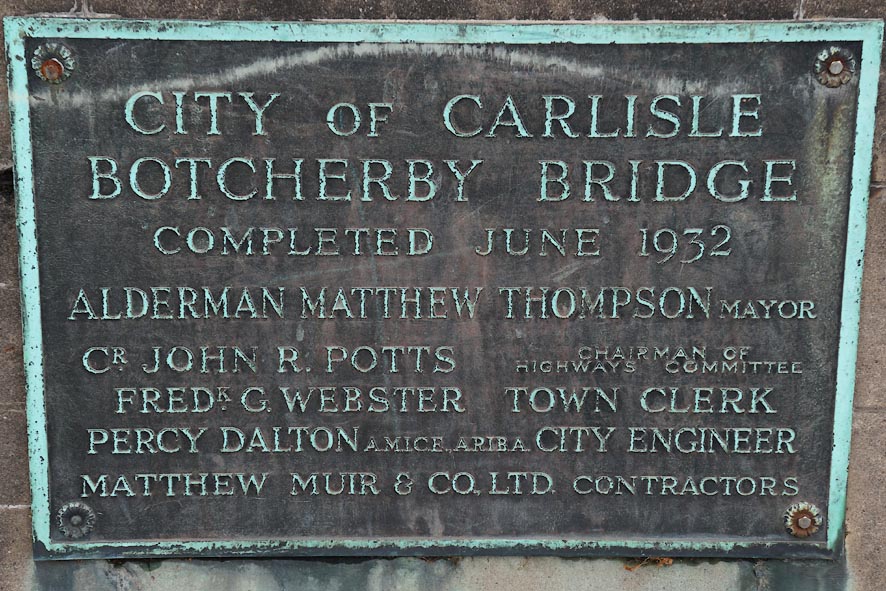 CITY OF CARLISLE
BOTCHERBY BRIDGE
COMPLETED JUNE 1932
ALDERMAN MATTHEW THOMPSON MAYOR
CR. JOHN R. POTTS CHAIRMAN OF HIGHWAYS COMMITTEE
FREDK. G. WEBSTER TOWN CLERK
PERCY DALTON A.M.I.C.E., A.R.I.B.A. CITY ENGINEER
MATTHEW MUIR & CO. LTD. CONTRACTORS